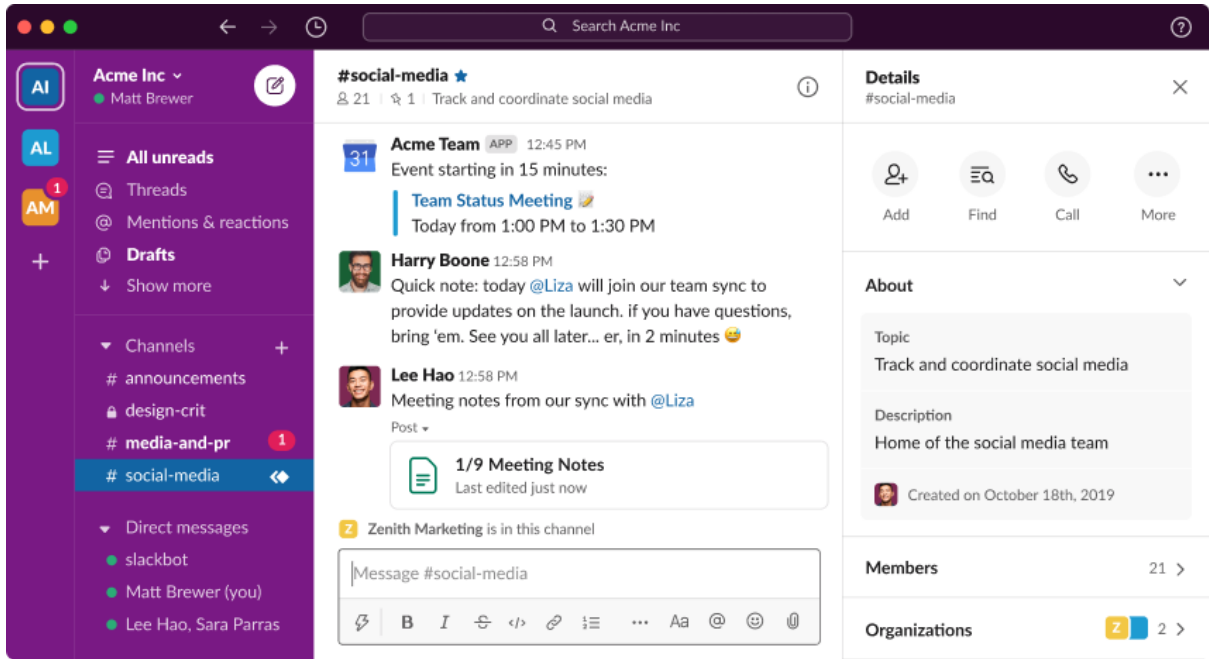 Search Acme Inc
AI
AL
1
AM
Acme Inc
Matt Brewer
All unreads
Threads
@ Mentions & reactions
Drafts
Show more
Channels +
# announcements
design-crit
# media-and-pr 1
# social-media
Direct messages
slackbot
Matt Brewer (you)
Lee Hao, Sara Parras
#social-media
21 | 1 | Track and coordinate social media
31
Acme Team APP 12:45 PM
Event starting in 15 minutes:
Team Status Meeting
Today from 1:00 PM to 1:30 PM
Harry Boone 12:58 PM
Quick note: today @Liza will join our team sync to
provide updates on the launch. if you have questions,
bring ‘em. See you all later... er, in 2 minutes 😅
Lee Hao 12:58 PM
Meeting notes from our sync with @Liza
Post
1/9 Meeting Notes
Last edited just now
Z Zenith Marketing is in this channel
Message #social-media
B I S </> ... Aa @
Details
#social-media
Add Find Call More
About
Topic
Track and coordinate social media
Description
Home of the social media team
Created on October 18th, 2019
Members 21
Organizations Z 2